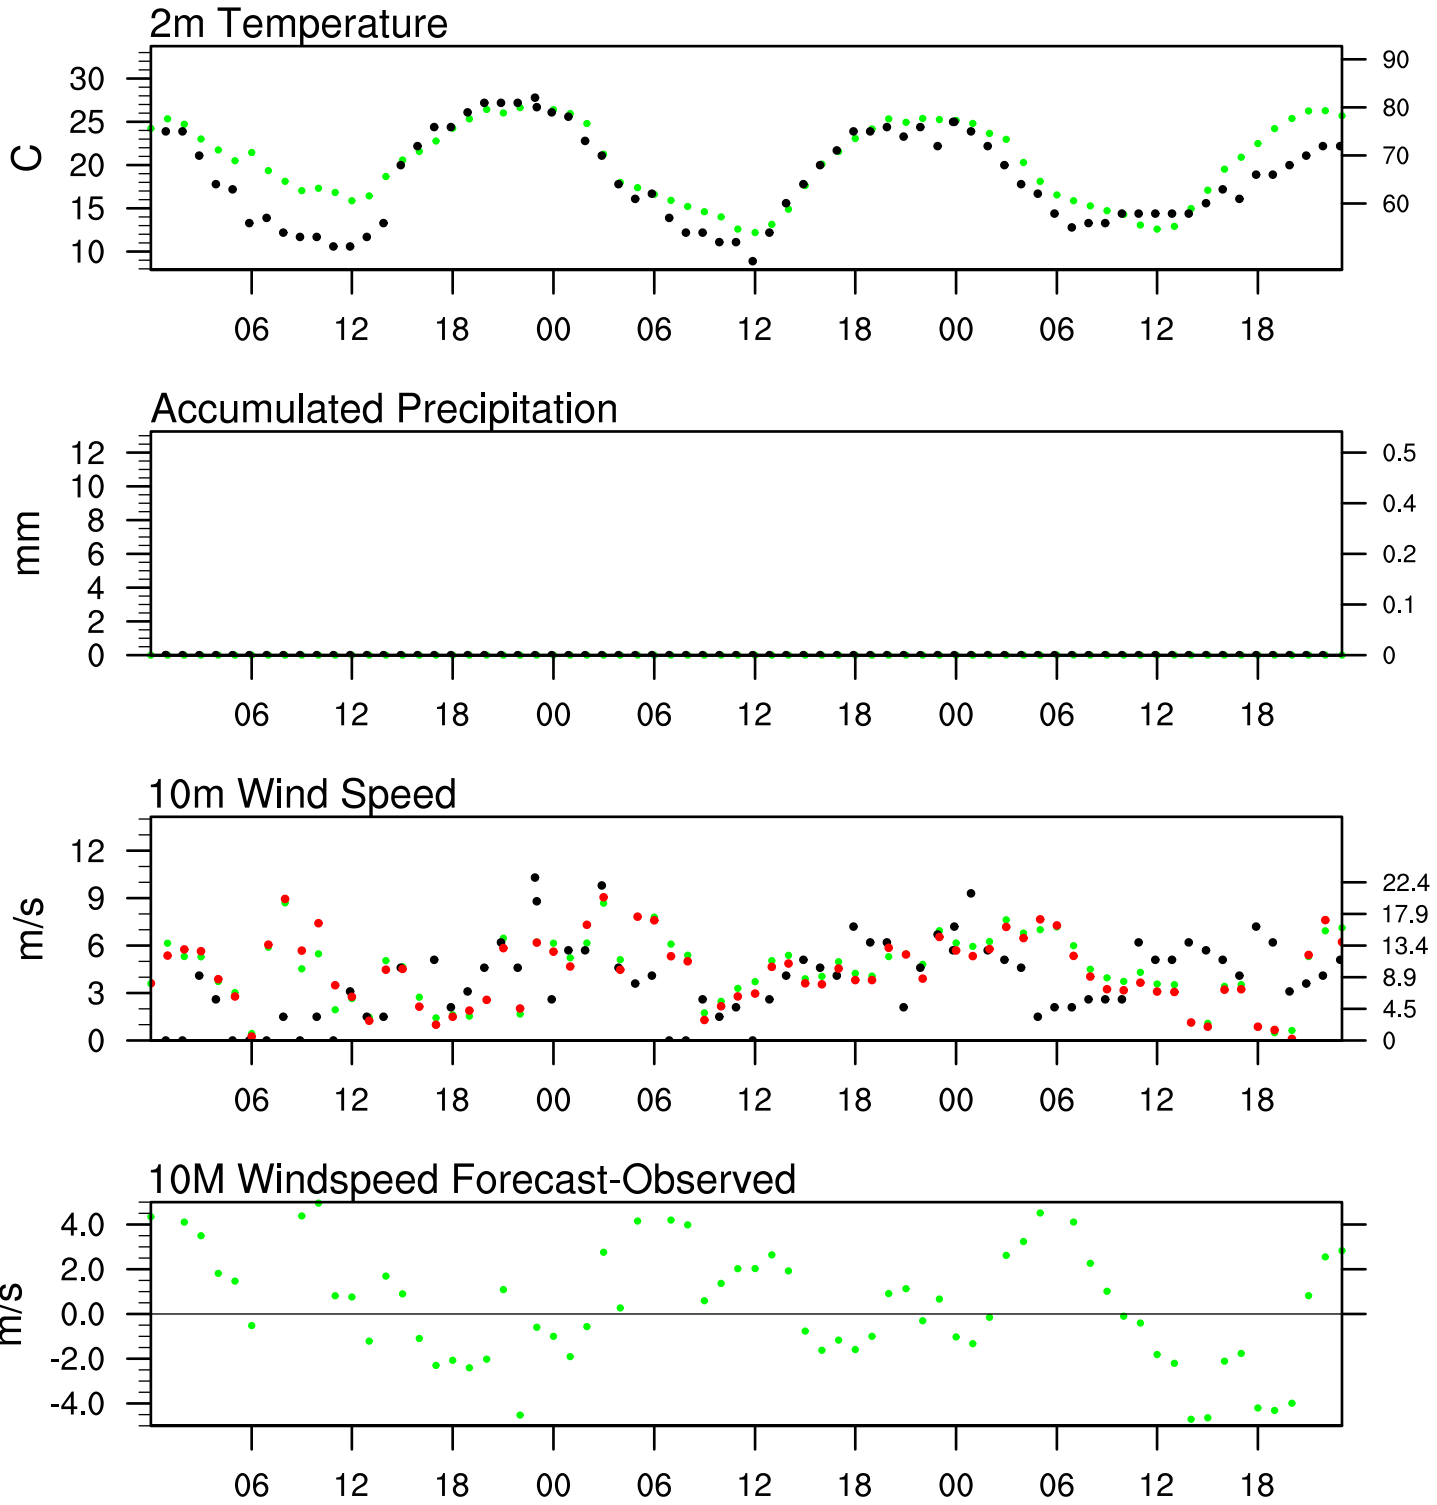 2m Temperature
30 90
25 80
C
20 70
15 60
10
06 12 18 00 06 12 18 00 06 12 18
Accumulated Precipitation
12 0.5
10 0.4
8
mm
6 0.2
4 0.1
2
0 0
06 12 18 00 06 12 18 00 06 12 18
10m Wind Speed
12
22.4
9 17.9
m/s
6 13.4
8.9
3 4.5
0 0
06 12 18 00 06 12 18 00 06 12 18
10M Windspeed Forecast-Observed
4.0
2.0
m/s
0.0
-2.0
-4.0
06 12 18 00 06 12 18 00 06 12 18